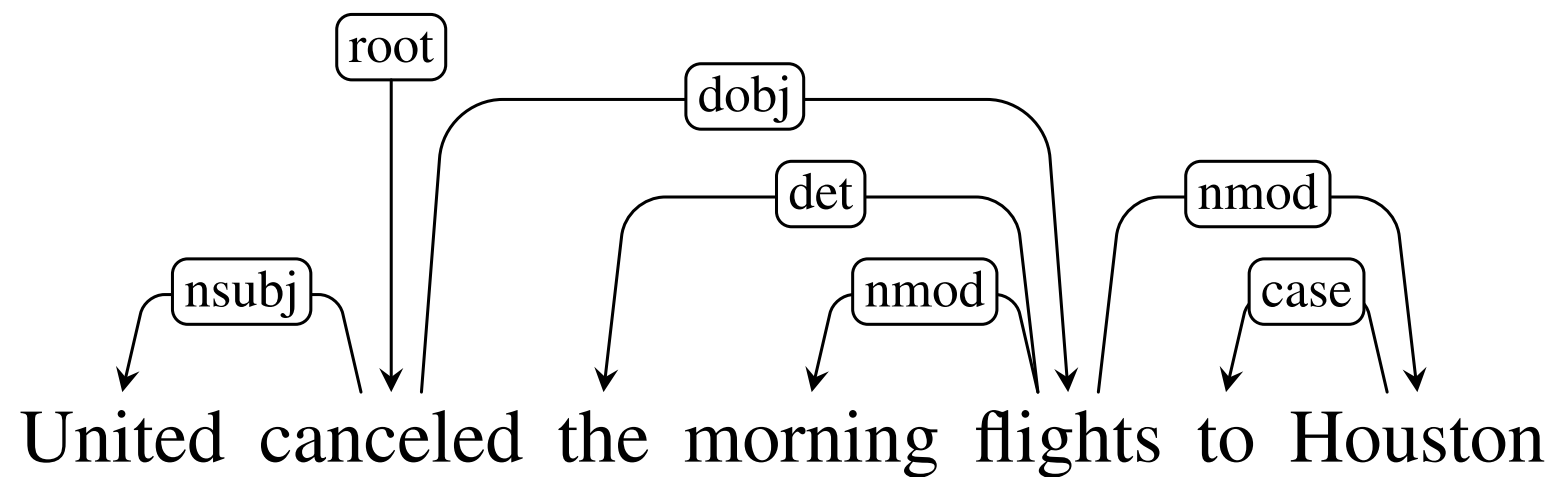 root
dobj
det nmod
nsubj nmod case
United canceled the morning flights to Houston